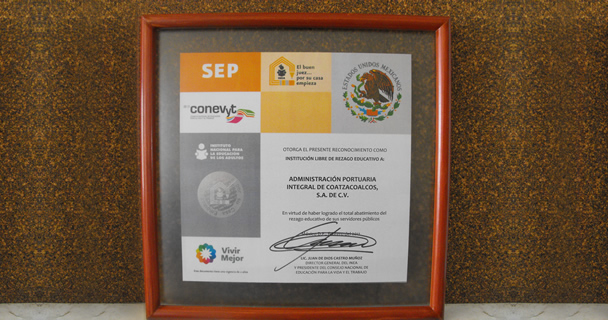 SEP
El buen
juez...
por su casa
empieza
ESTADOS UNIDOS MEXICANOS
conevyt
INSTITUTO
NACIONAL PARA
LA EDUCACION
DE LOS ADULTOS
OTORGA EL PRESENTE RECONOCIMIENTO COMO
INSTITUCIÓN LIBRE DE REZAGO EDUCATIVO A:
ADMINISTRACIÓN PORTUARIA
INTEGRAL DE COATZACOALCOS,
S.A. DE C.V.
En virtud de haber logrado el total abatimiento del
rezago educativo de sus servidores públicos
LIC. JUAN DE DIOS CASTRO MUÑOZ
DIRECTOR GENERAL DEL INEA
Y PRESIDENTE DEL CONSEJO NACIONAL DE
EDUCACIÓN PARA LA VIDA Y EL TRABAJO
Vivir
Mejor